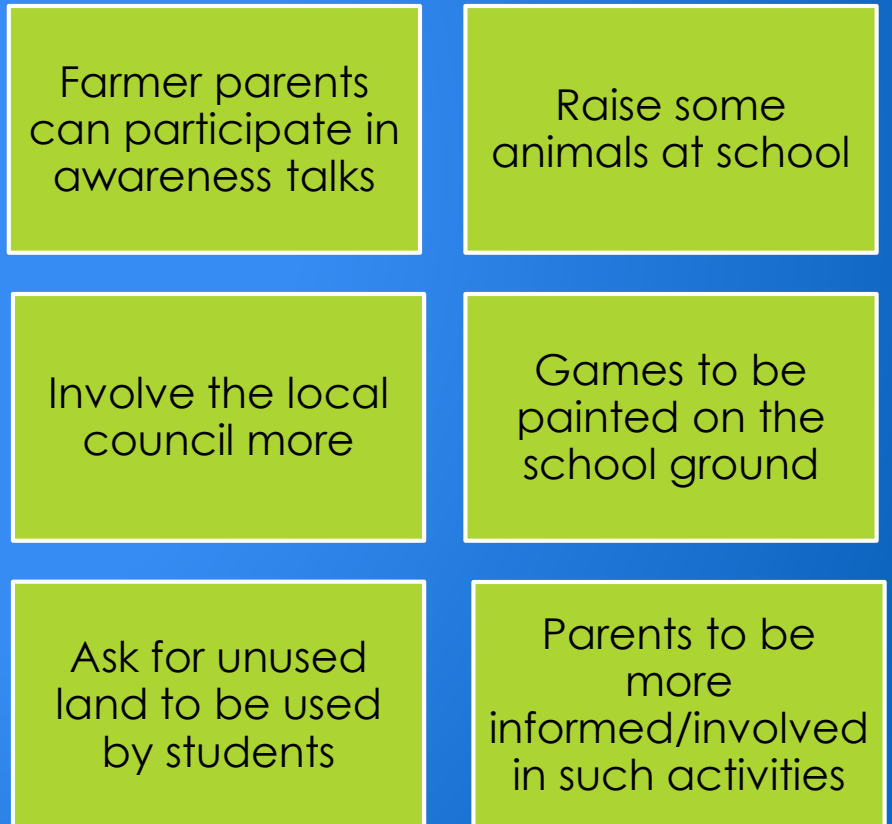 Farmer parents
can participate in
awareness talks
Raise some
animals at school
Involve the local
council more
Games to be
painted on the
school ground
Ask for unused
land to be used
by students
Parents to be
more
informed/involved
in such activities